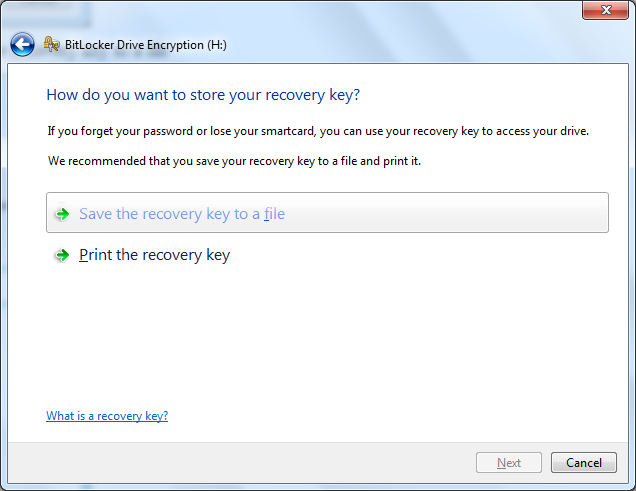 BitLocker Drive Encryption (H:)
How do you want to store your recovery key?
If you forget your password or lose your smartcard, you can use your recovery key to access your drive.
We recommended that you save your recovery key to a file and print it.
Save the recovery key to a file
Print the recovery key
What is a recovery key?
Next
Cancel